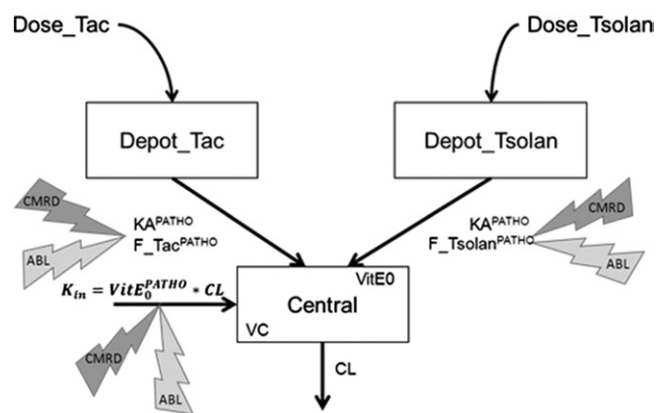 Dose_Tac
Dose_Tsolan
Depot_Tac
Depot_Tsolan
CMRD
ABL
KA^PATHO
F_Tac^PATHO
KA^PATHO
F_Tsolan^PATHO
CMRD
ABL
K_in = VitE_0^PATHO * CL
VitE0
Central
VC
CMRD
ABL
CL